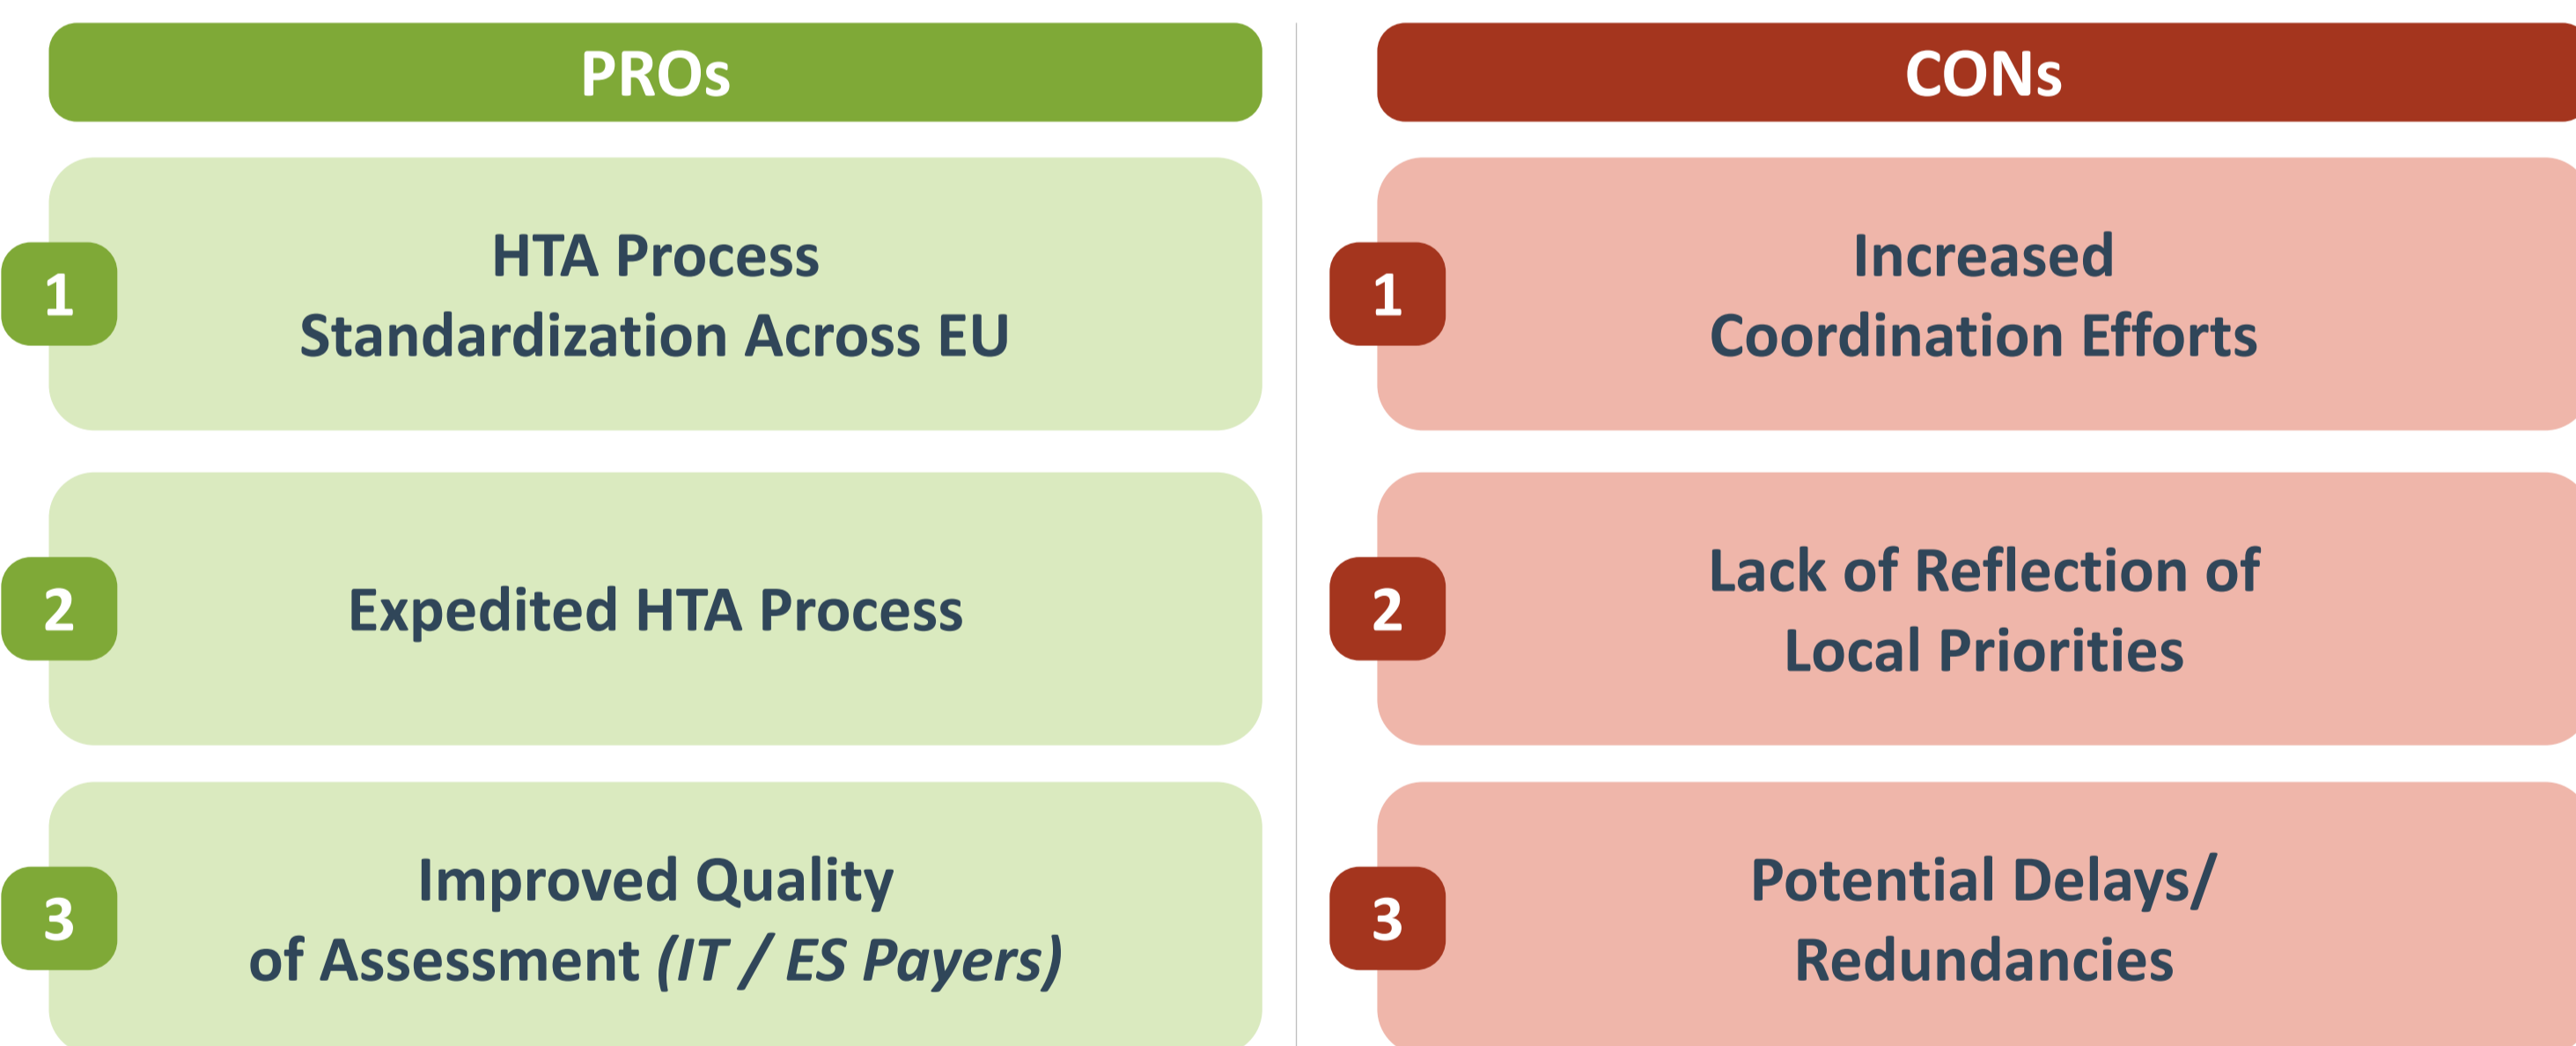 PROs
1
HTA Process
Standardization Across EU
2
Expedited HTA Process
3
Improved Quality
of Assessment (IT / ES Payers)
CONs
1
Increased
Coordination Efforts
2
Lack of Reflection of
Local Priorities
3
Potential Delays/
Redundancies